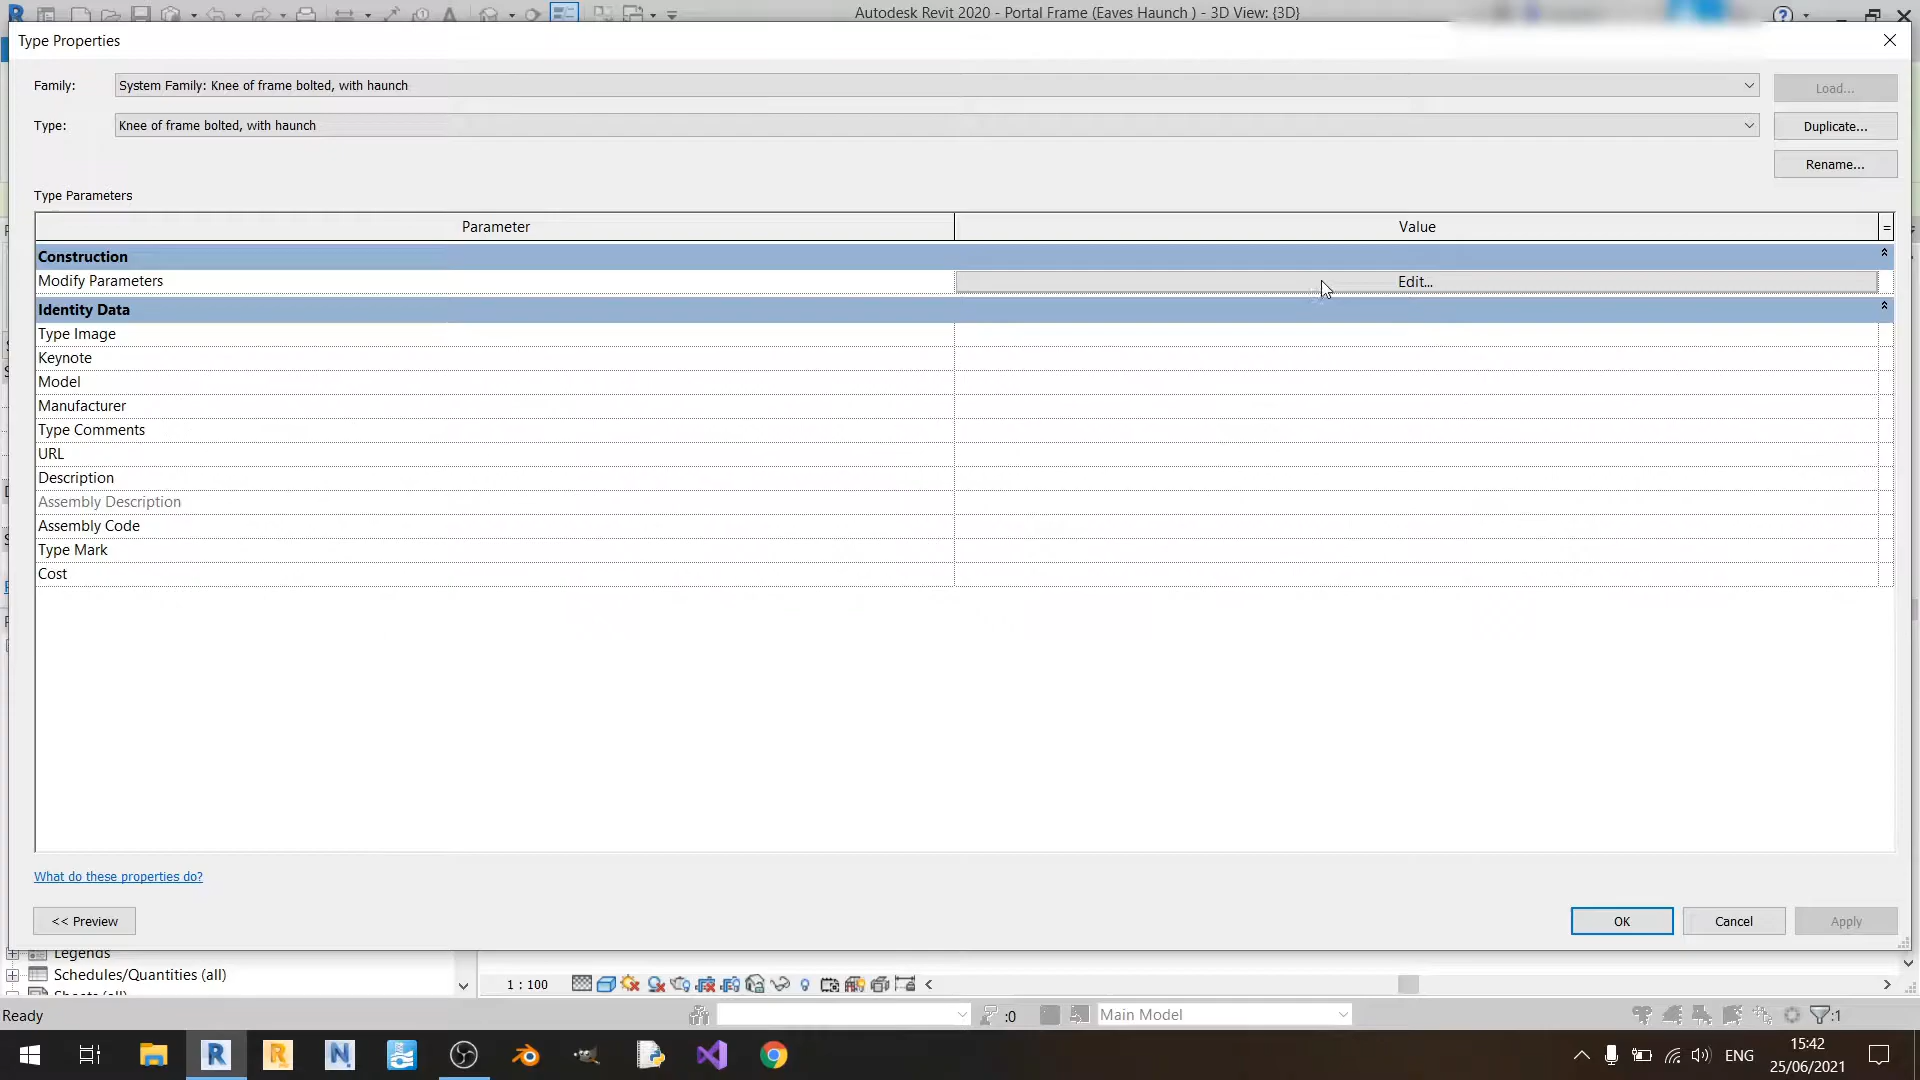 Autodesk Revit 2020 - Portal Frame (Eaves Haunch ) - 3D View: {3D}
Type Properties
Family:
System Family: Knee of frame bolted, with haunch
Load...
Type:
Knee of frame bolted, with haunch
Duplicate...
Rename...
Type Parameters
Parameter
Value
=
Construction
Modify Parameters
Edit...
Identity Data
Type Image
Keynote
Model
Manufacturer
Type Comments
URL
Description
Assembly Description
Assembly Code
Type Mark
Cost
What do these properties do?
<< Preview
OK
Cancel
Apply
Legends
Schedules/Quantities (all)
1 : 100
Ready
:0
Main Model
:1
ENG
15:42
25/06/2021